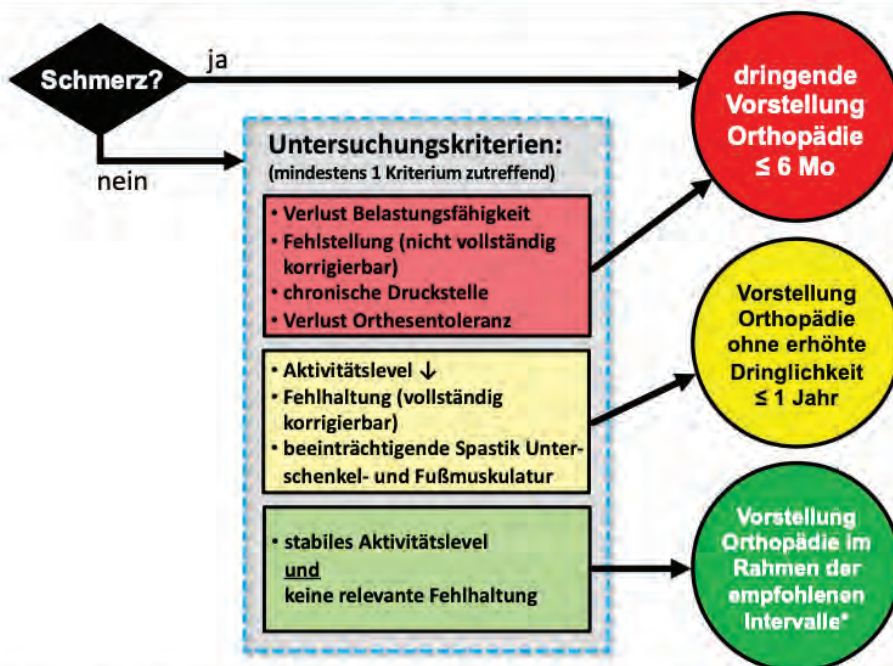 Schmerz?
ja
nein
dringende
Vorstellung
Orthopädie
≤ 6 Mo
Untersuchungskriterien:
(mindestens 1 Kriterium zutreffend)
• Verlust Belastungsfähigkeit
• Fehlstellung (nicht vollständig
korrigierbar)
• chronische Druckstelle
• Verlust Orthesentoleranz
Vorstellung
Orthopädie
ohne erhöhte
Dringlichkeit
≤ 1 Jahr
• Aktivitätslevel ↓
• Fehlhaltung (vollständig
korrigierbar)
• beeinträchtigende Spastik Unter-
schenkel- und Fußmuskulatur
• stabiles Aktivitätslevel
und
keine relevante Fehlhaltung
Vorstellung
Orthopädie im
Rahmen der
empfohlenen
Intervalle*